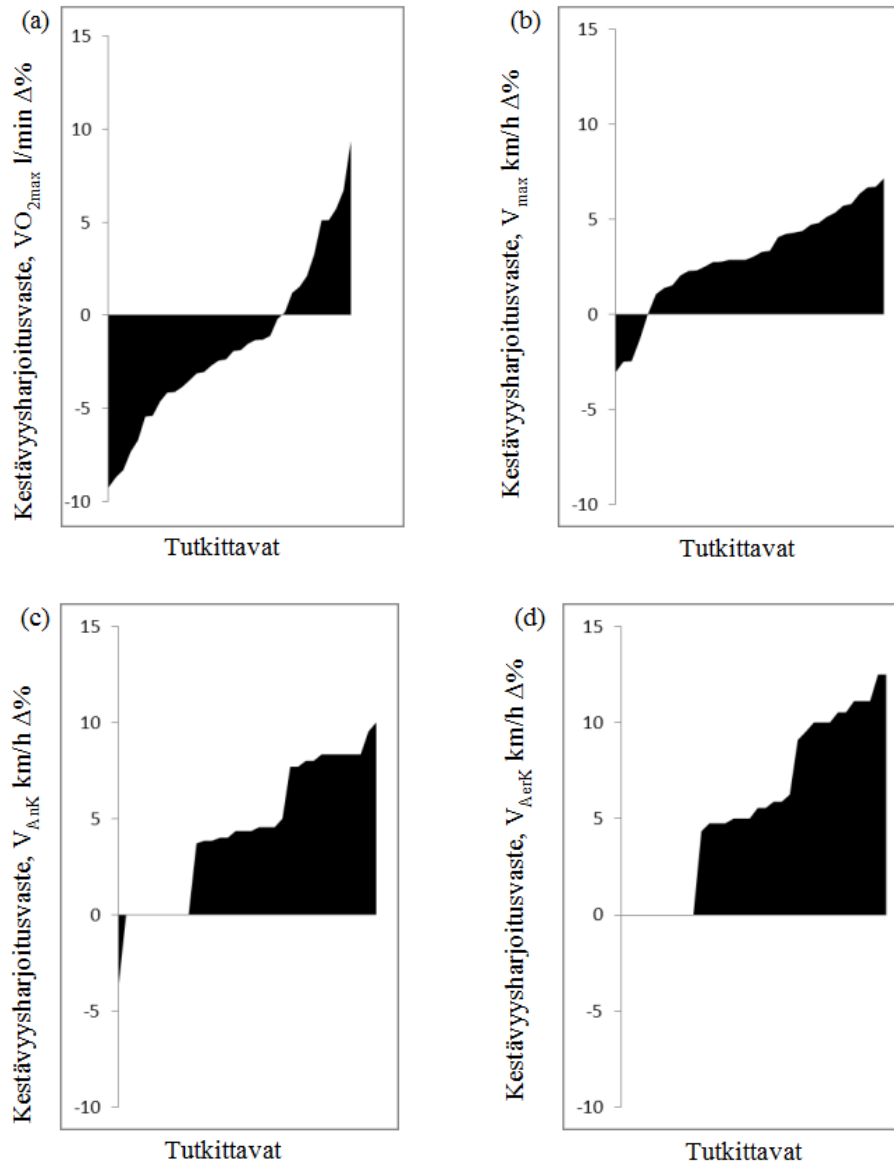 (a)
Kestävyysharjoitusvaste, VO2max l/min Δ%
15
10
5
0
-5
-10
Tutkittavat
(b)
Kestävyysharjoitusvaste, Vmax km/h Δ%
15
10
5
0
-5
-10
Tutkittavat
(c)
Kestävyysharjoitusvaste, VAnK km/h Δ%
15
10
5
0
-5
-10
Tutkittavat
(d)
Kestävyysharjoitusvaste, VAerK km/h Δ%
15
10
5
0
-5
-10
Tutkittavat